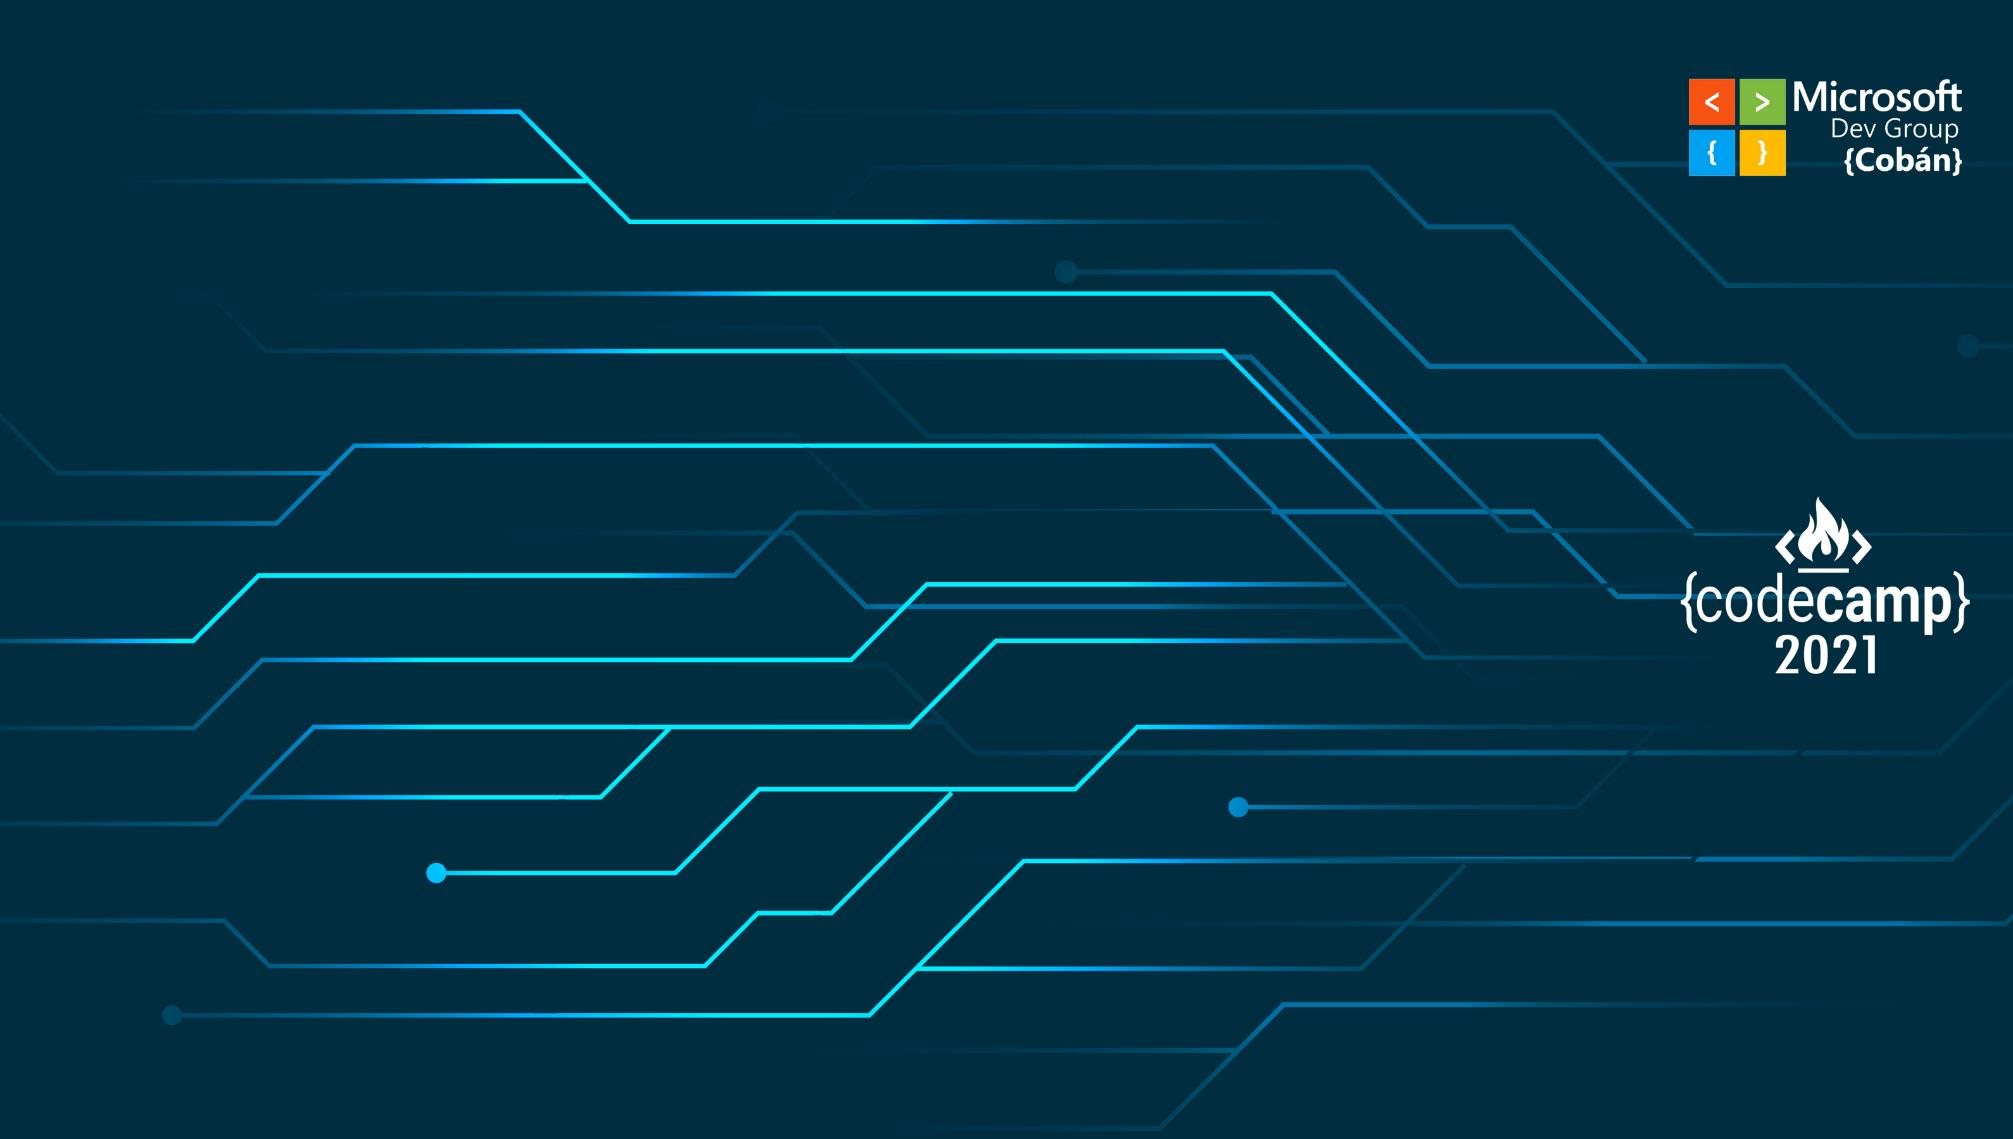 < > Microsoft
Dev Group
{ } {Cobán}
< >
{codecamp}
2021